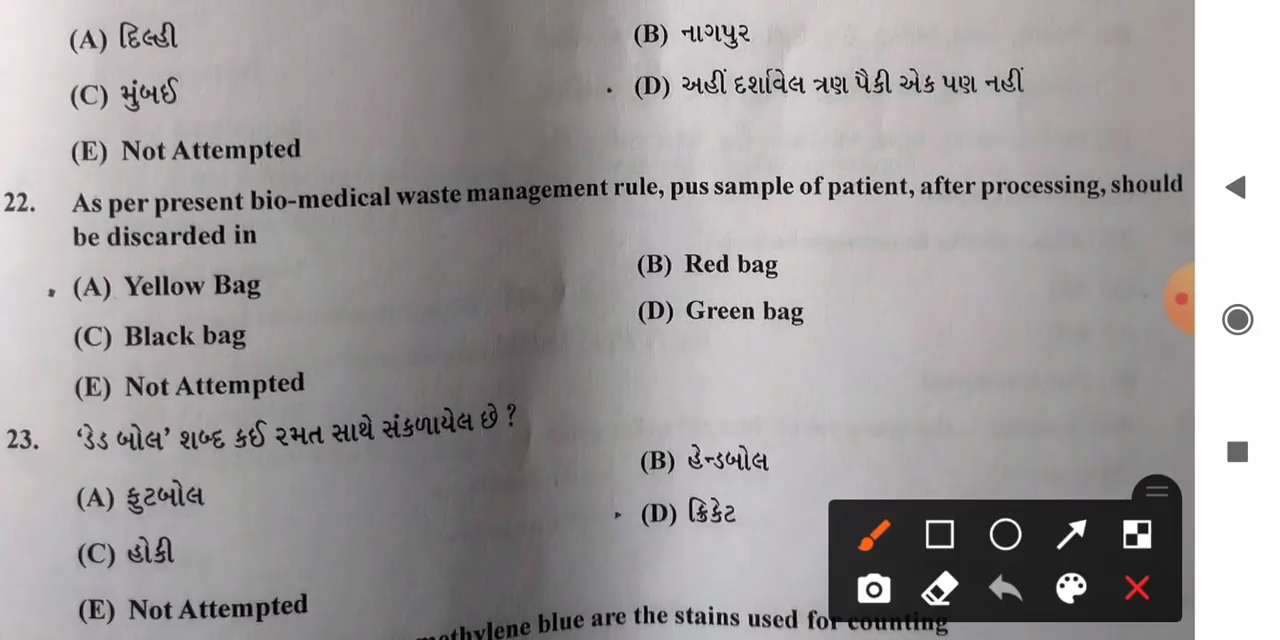 (A) દિલ્હી
(B) નાગપુર
(C) મુંબઈ
(D) અહીં દર્શાવેલ ત્રણ પૈકી એક પણ નહીં
(E) Not Attempted
22. As per present bio-medical waste management rule, pus sample of patient, after processing, should
be discarded in
(A) Yellow Bag
(B) Red bag
(C) Black bag
(D) Green bag
(E) Not Attempted
23. ‘ડેડ બોલ’ શબ્દ કઈ રમત સાથે સંકળાયેલ છે ?
(A) ફુટબોલ
(B) હેન્ડબોલ
(C) હોકી
(D) ક્રિકેટ
(E) Not Attempted
methylene blue are the stains used for counting